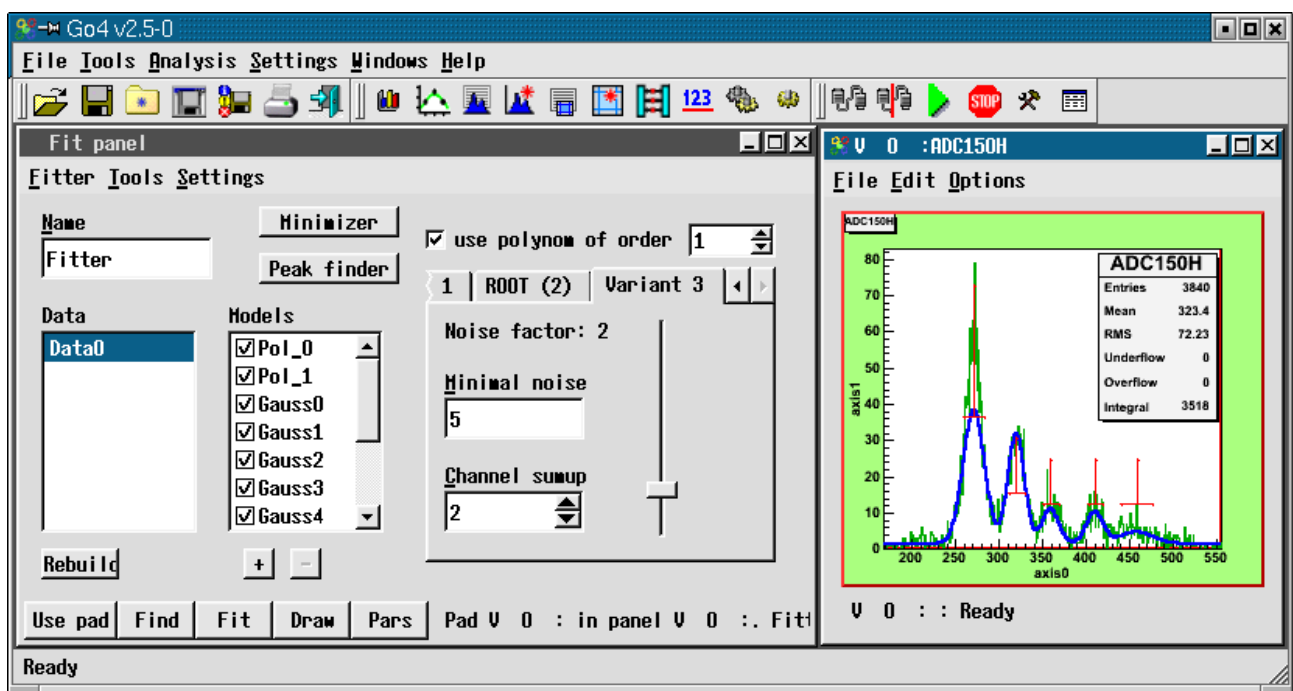 Go4 v2.5-0
File Tools Analysis Settings Windows Help
123
STOP
Fit panel
Fitter Tools Settings
Name
Fitter
Minimizer
Peak finder
use polynom of order 1
1 ROOT (2) Variant 3
Data
Data0
Models
Pol_0
Pol_1
Gauss0
Gauss1
Gauss2
Gauss3
Gauss4
Noise factor: 2
Minimal noise
5
Channel sumup
2
Rebuild
+ -
Use pad Find Fit Draw Pars Pad V 0 : in panel V 0 :. Fitt
V 0 :ADC150H
File Edit Options
ADC150H
ADC150H
Entries 3840
Mean 323.4
RMS 72.23
Underflow 0
Overflow 0
Integral 3518
80
70
60
50
40
30
20
10
0
axis1
200 250 300 350 400 450 500 550
axis0
V 0 : : Ready
Ready